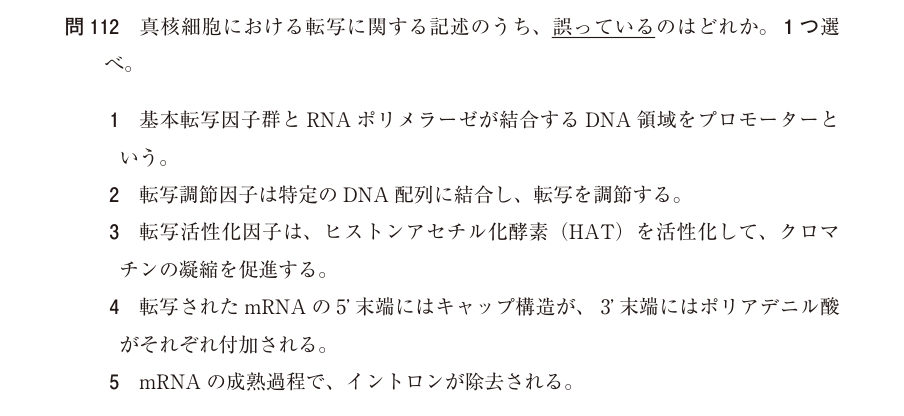 問 112　真核細胞における転写に関する記述のうち、誤っているのはどれか。1つ選
べ。
1　基本転写因子群と RNA ポリメラーゼが結合する DNA 領域をプロモーターと
いう。
2　転写調節因子は特定の DNA 配列に結合し、転写を調節する。
3　転写活性化因子は、ヒストンアセチル化酵素（HAT）を活性化して、クロマ
チンの凝縮を促進する。
4　転写された mRNA の 5’ 末端にはキャップ構造が、3’ 末端にはポリアデニル酸
がそれぞれ付加される。
5　mRNA の成熟過程で、イントロンが除去される。